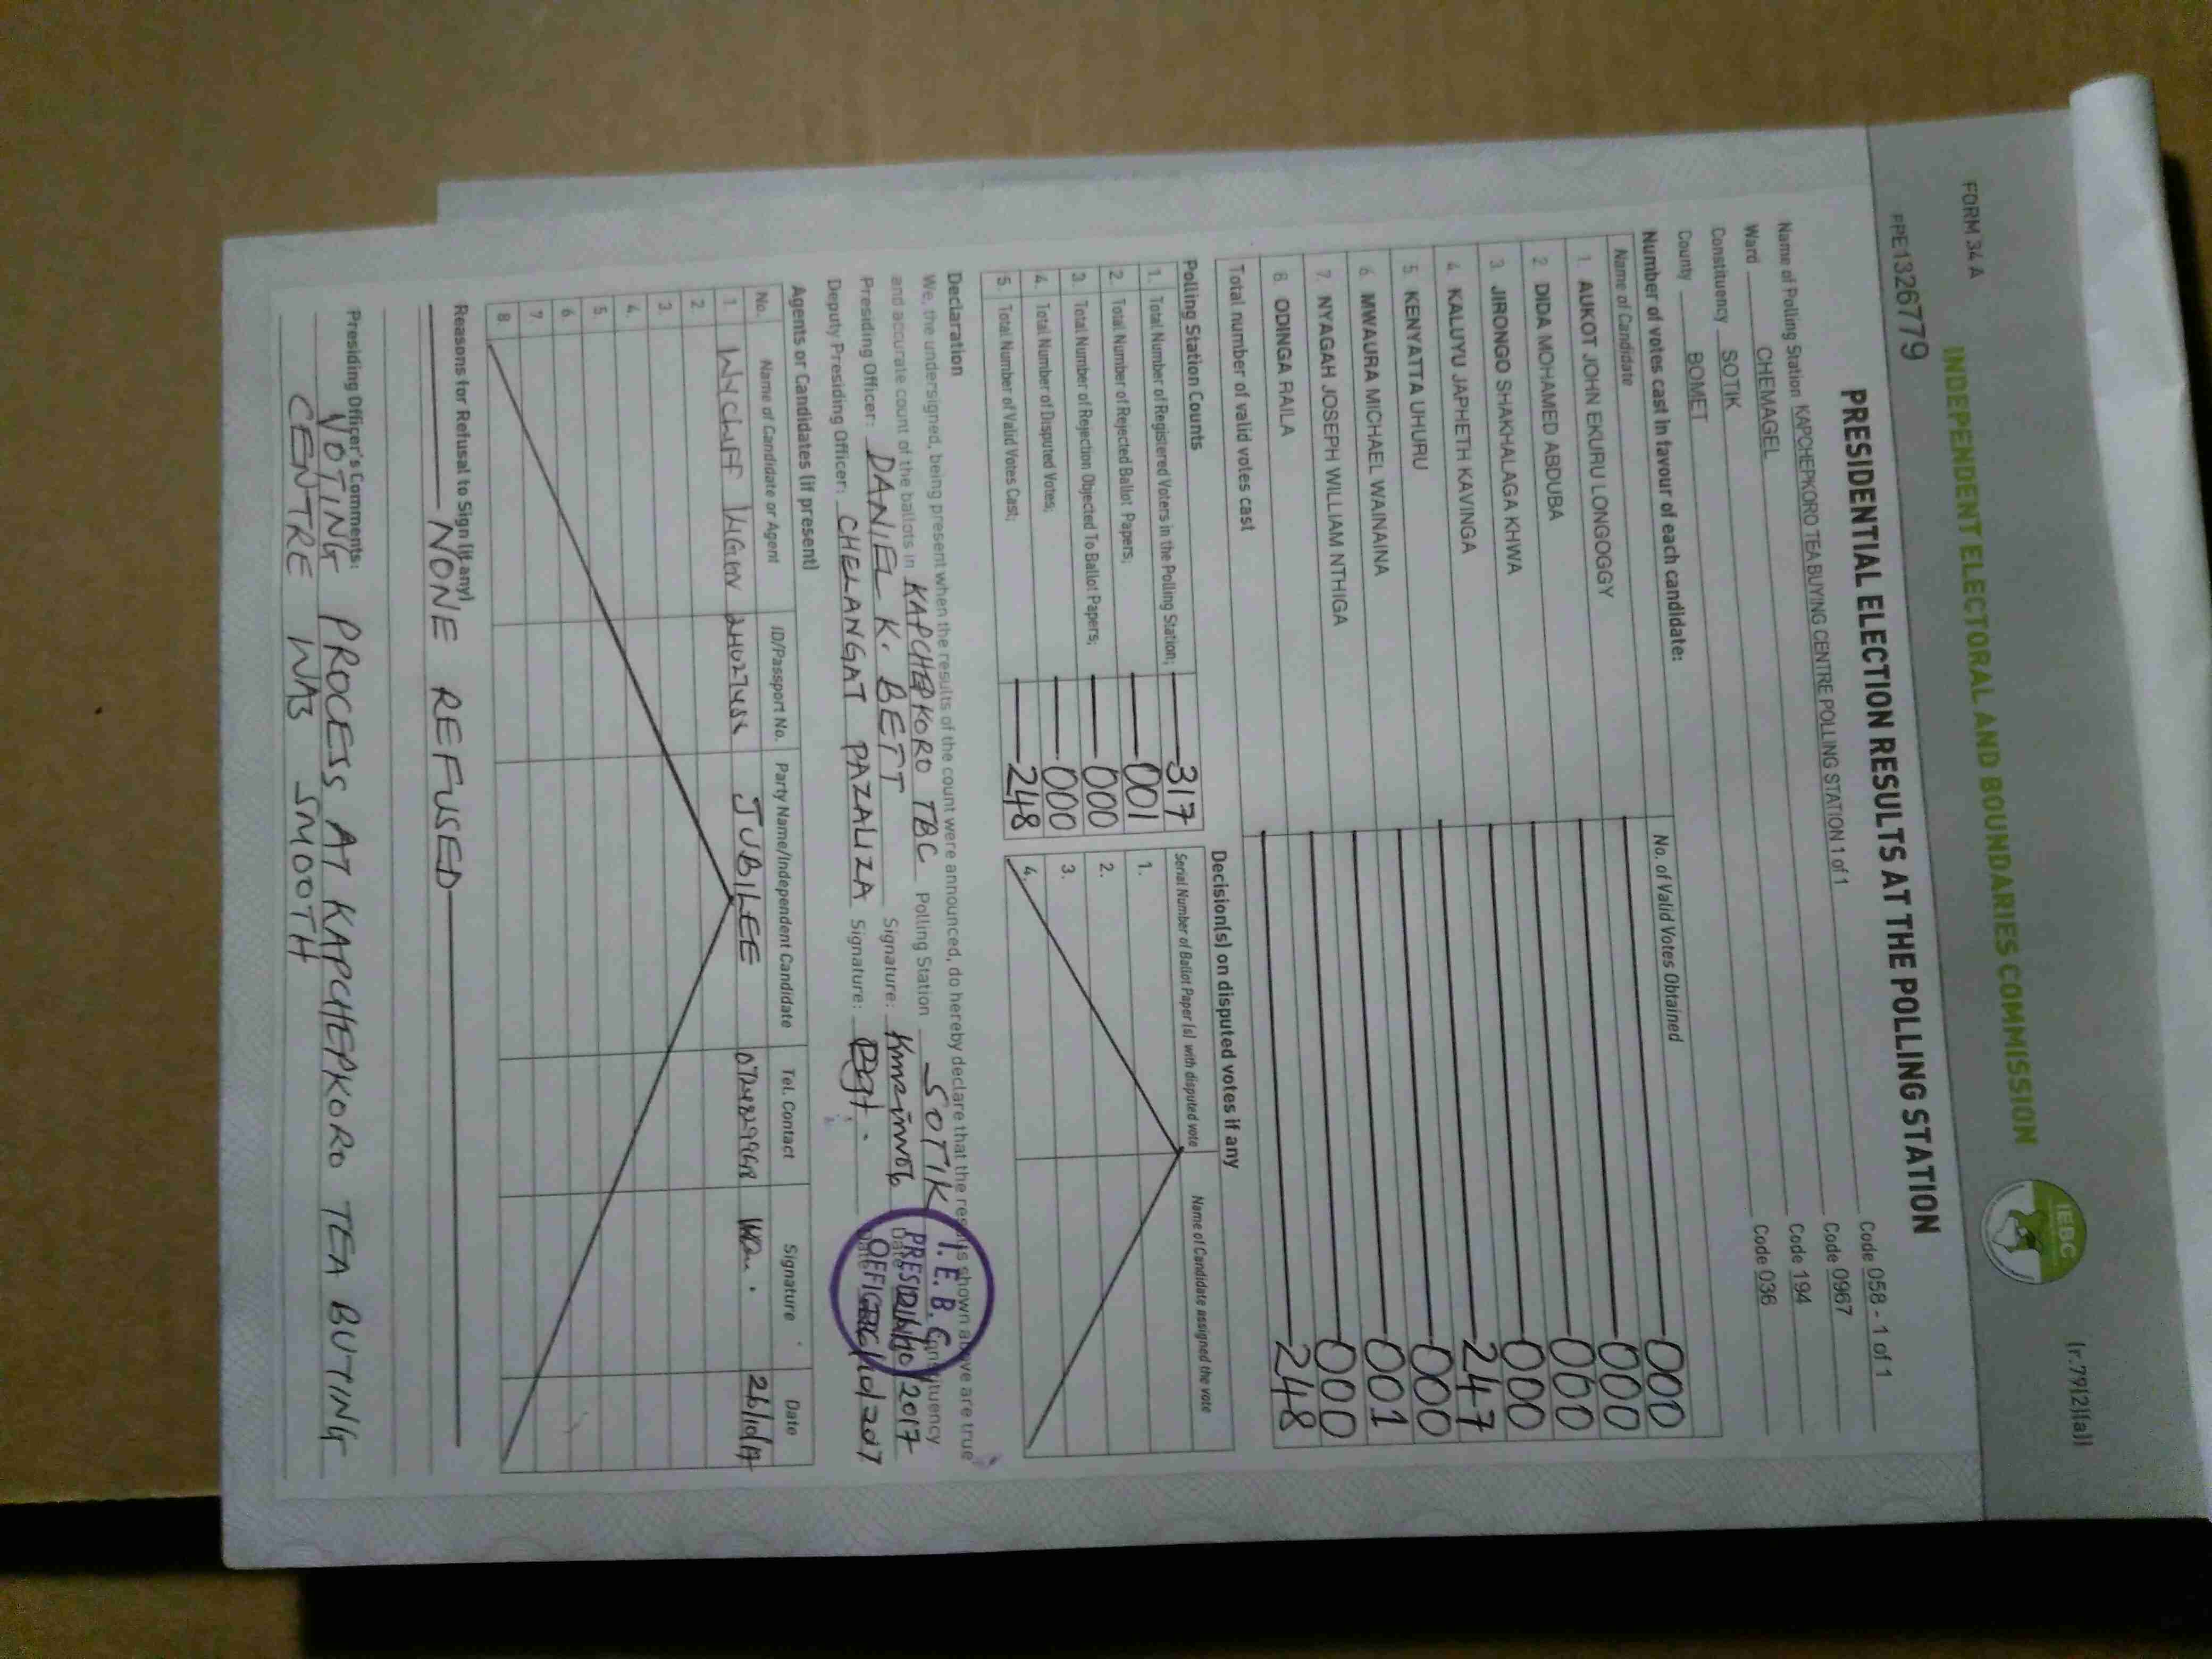 FORM 34 A
(r.79(2)(a))
INDEPENDENT ELECTORAL AND BOUNDARIES COMMISSION
IEBC
PPE1326779
PRESIDENTIAL ELECTION RESULTS AT THE POLLING STATION
Name of Polling Station KAPCHEPKORO TEA BUYING CENTRE POLLING STATION 1 of 1 Code 058 - 1 of 1
Ward CHEMAGEL Code 0967
Constituency SOTIK Code 194
County BOMET Code 036
Number of votes cast in favour of each candidate:
Name of Candidate No. of Valid Votes Obtained
1. AUKOT JOHN EKURU LONGOGGY 000
2. DIDA MOHAMED ABDUBA 000
3. JIRONGO SHAKHALAGA KHWA 000
4. KALUYU JAPHETH KAVINGA 000
5. KENYATTA UHURU 247
6. MWAURA MICHAEL WAINAINA 000
7. NYAGAH JOSEPH WILLIAM NTHIGA 001
8. ODINGA RAILA 000
Total number of valid votes cast 248
Polling Station Counts
1. Total Number of Registered Voters in the Polling Station; 317
2. Total Number of Rejected Ballot Papers; 001
3. Total Number of Rejection Objected To Ballot Papers; 000
4. Total Number of Disputed Votes; 000
5. Total Number of Valid Votes Cast; 248
Decision(s) on disputed votes if any
Serial Number of Ballot Paper (s) with disputed vote Name of Candidate assigned the vote
1.
2.
3.
4.
Declaration
We, the undersigned, being present when the results of the count were announced, do hereby declare that the results shown above are true
and accurate count of the ballots in KAPCHEPKORO TBC Polling Station SOTIK Constituency
Presiding Officer: DANIEL K. BETT Signature: Date 2017
Deputy Presiding Officer: CHELANGAT PAZALIZA Signature: Date
I.E.B.C
PRESIDING
OFFICER
Agents or Candidates (if present)
No. Name of Candidate or Agent ID/Passport No. Party Name/Independent Candidate Tel. Contact Signature Date
1 JUBILEE 26/10/17
2
3.
4.
5
6.
7.
8.
Reasons for Refusal to Sign (if any)
NONE REFUSED
Presiding Officer's Comments:
VOTING PROCESS AT KAPCHEPKORO TEA BUYING
CENTRE WAS SMOOTH